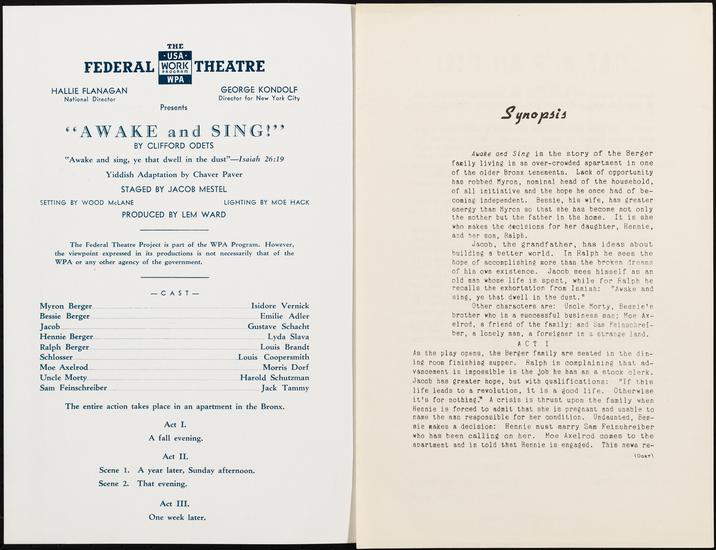 THE
FEDERAL THEATRE
· USA ·
WORK
PROGRAM
WPA
HALLIE FLANAGAN
National Director
GEORGE KONDOLF
Director for New York City
Presents
"AWAKE and SING!"
BY CLIFFORD ODETS
"Awake and sing, ye that dwell in the dust"—Isaiah 26:19
Yiddish Adaptation by Chaver Paver
STAGED BY JACOB MESTEL
SETTING BY WOOD McLANE
LIGHTING BY MOE HACK
PRODUCED BY LEM WARD
The Federal Theatre Project is part of the WPA Program. However,
the viewpoint expressed in its productions is not necessarily that of the
WPA or any other agency of the government.
— CAST —
Myron Berger Isidore Vernick
Bessie Berger Emilie Adler
Jacob Gustave Schacht
Hennie Berger Lyda Slava
Ralph Berger Louis Brandt
Schlosser Louis Coopersmith
Moe Axelrod Morris Dorf
Uncle Morty Harold Schutzman
Sam Feinschreiber Jack Tammy
The entire action takes place in an apartment in the Bronx.
Act I.
A fall evening.
Act II.
Scene 1. A year later, Sunday afternoon.
Scene 2. That evening.
Act III.
One week later.
Synopsis
Awake and Sing is the story of the Berger
family living in an over-crowded apartment in one
of the older Bronx tenements. Lack of opportunity
has robbed Myron, nominal head of the household,
of all initiative and the hope he once had of be-
coming independent. Bessie, his wife, has greater
energy than Myron so that she has become not only
the mother but the father in the home. It is she
who makes the decisions for her daughter, Hennie,
and her son, Ralph.
Jacob, the grandfather, has ideas about
building a better world. In Ralph he sees the
hope of accomplishing more than the broken dreams
of his own existence. Jacob sees himself as an
old man whose life is spent, while for Ralph he
recalls the exhortation from Isaiah: "Awake and
sing, ye that dwell in the dust."
Other characters are: Uncle Morty, Bessie's
brother who is a successful business man; Moe Ax-
elrod, a friend of the family; and Sam Feinschrei-
ber, a lonely man, a foreigner in a strange land.
ACT I
As the play opens, the Berger family are seated in the din-
ing room finishing supper. Ralph is complaining that ad-
vancement is impossible in the job he has as a stock clerk.
Jacob has greater hope, but with qualifications: "If this
life leads to a revolution, it is a good life. Otherwise
it's for nothing." A crisis is thrust upon the family when
Hennie is forced to admit that she is pregnant and unable to
name the man responsible for her condition. Undaunted, Bes-
sie makes a decision: Hennie must marry Sam Feinschreiber
who has been calling on her. Moe Axelrod comes to the
apartment and is told that Hennie is engaged. This news re-
(Over)